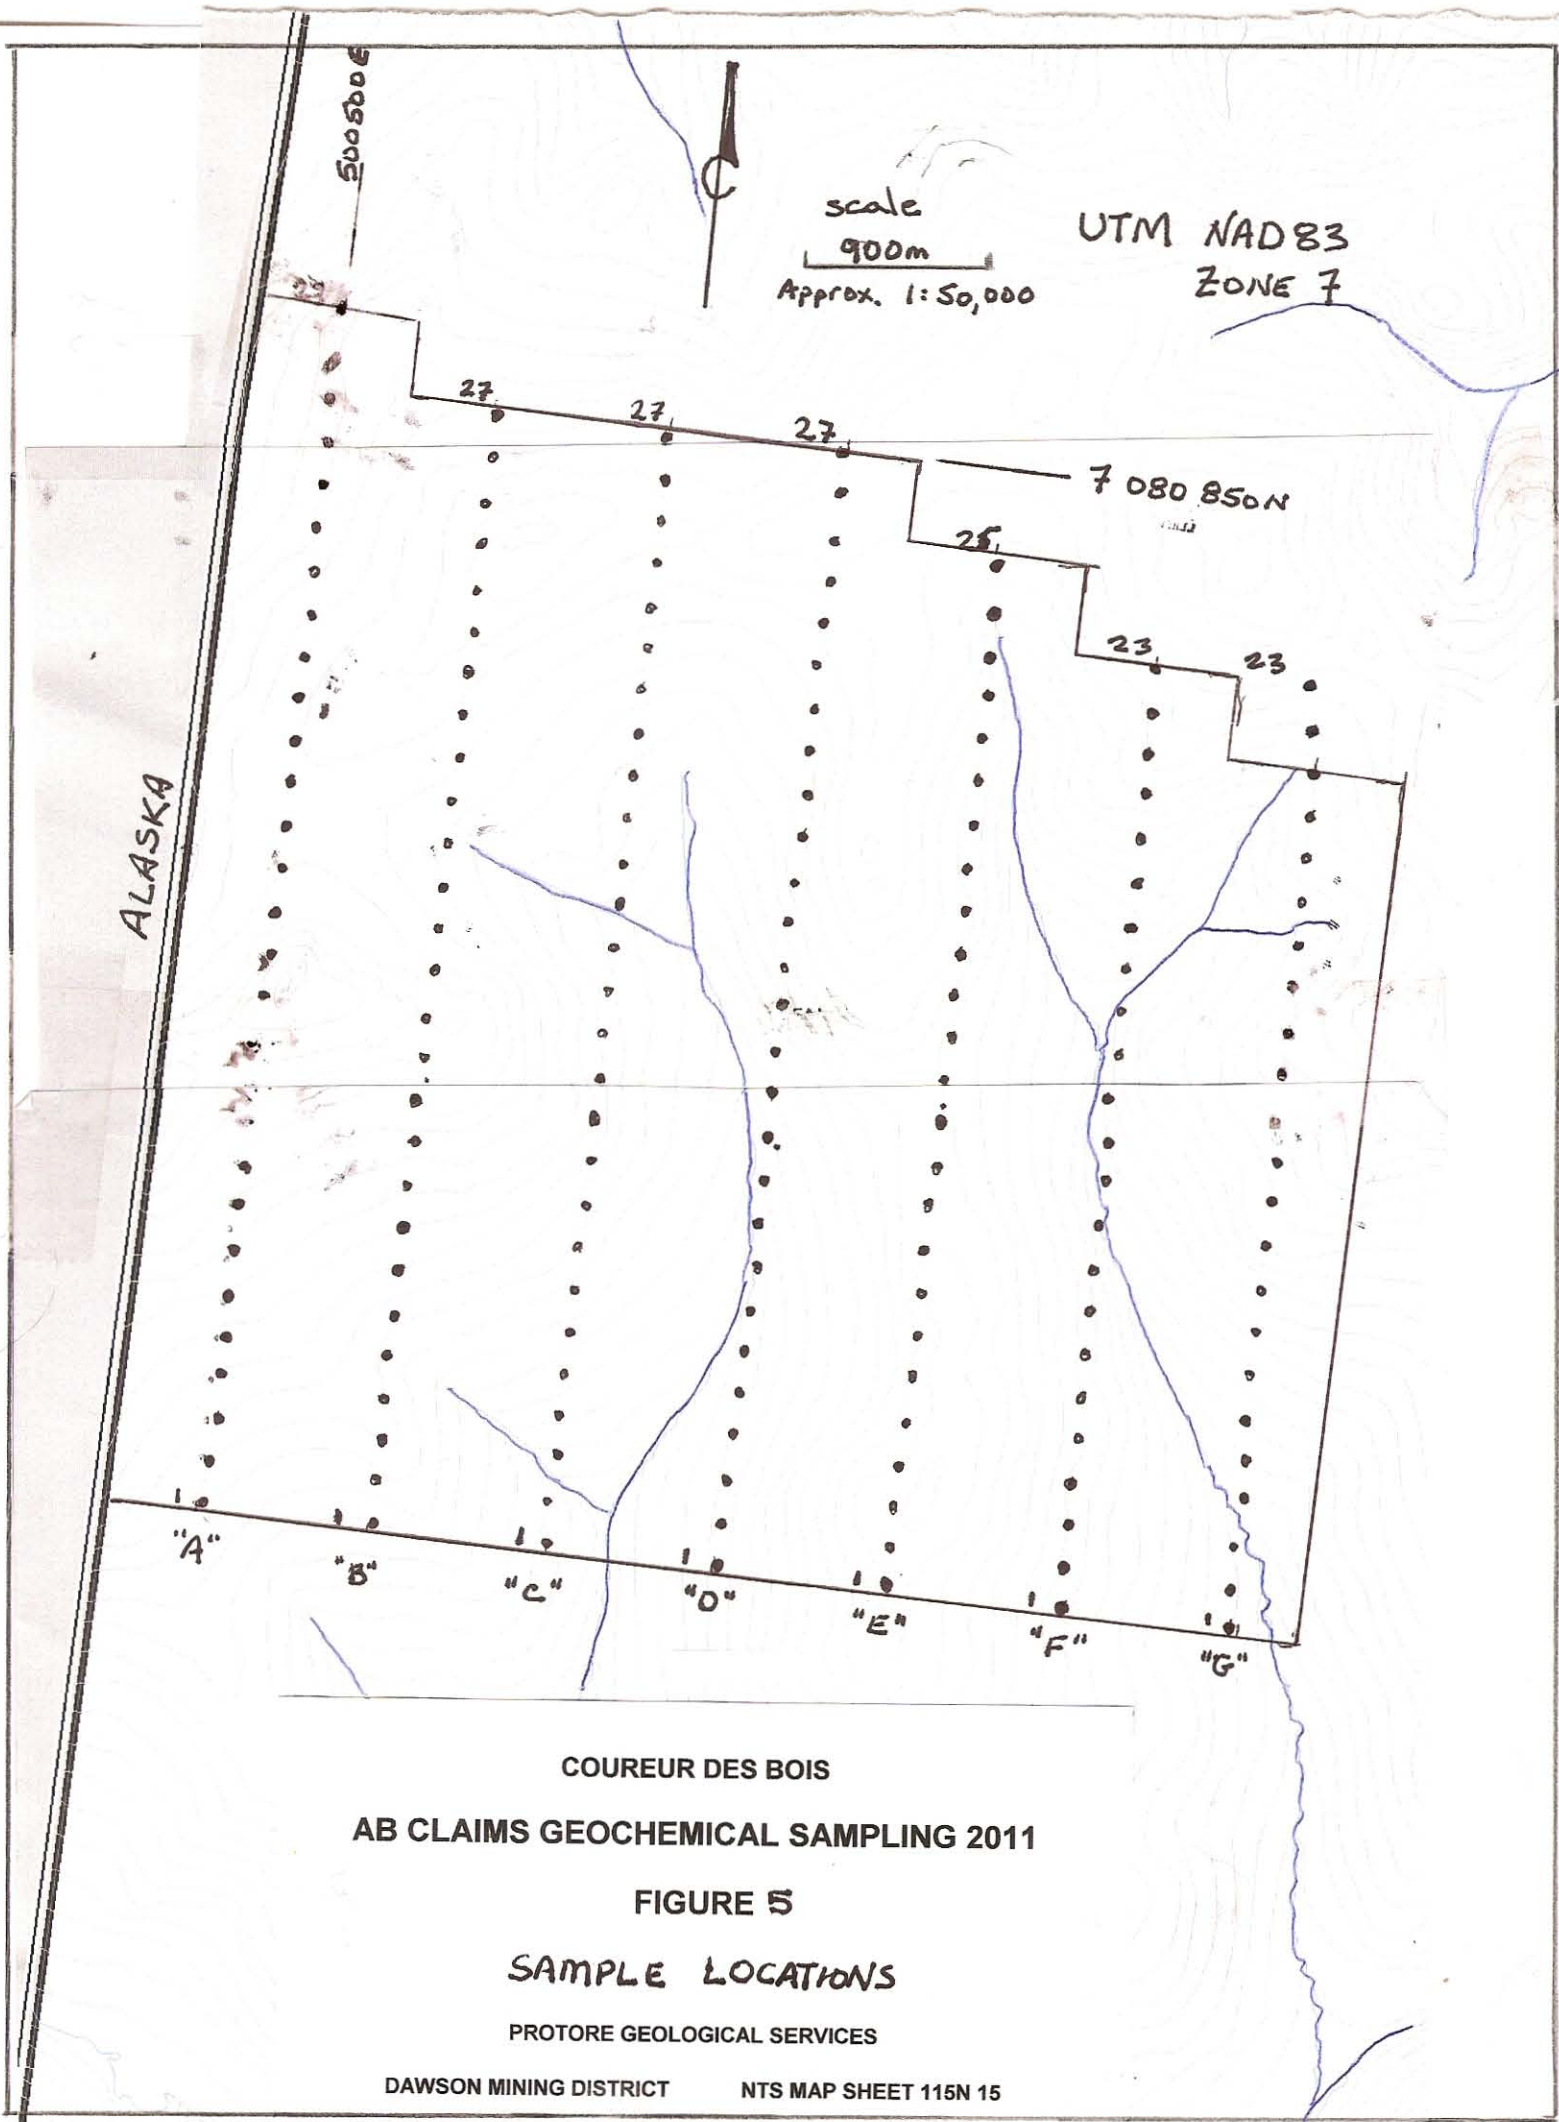 500500E
scale
900m
Approx. 1:50,000
UTM NAD83
ZONE 7
29
27
27
27
7 080 850N
25
23
23
ALASKA
1
1
1
1
1
1
1
"A"
"B"
"C"
"D"
"E"
"F"
"G"
COUREUR DES BOIS
AB CLAIMS GEOCHEMICAL SAMPLING 2011
FIGURE 5
SAMPLE LOCATIONS
PROTORE GEOLOGICAL SERVICES
DAWSON MINING DISTRICT NTS MAP SHEET 115N 15